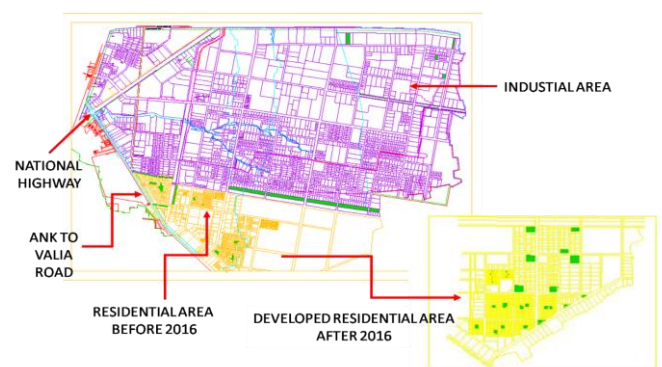 INDUSTIAL AREA
NATIONAL
HIGHWAY
ANK TO
VALIA
ROAD
RESIDENTIAL AREA
BEFORE 2016
DEVELOPED RESIDENTIAL AREA
AFTER 2016